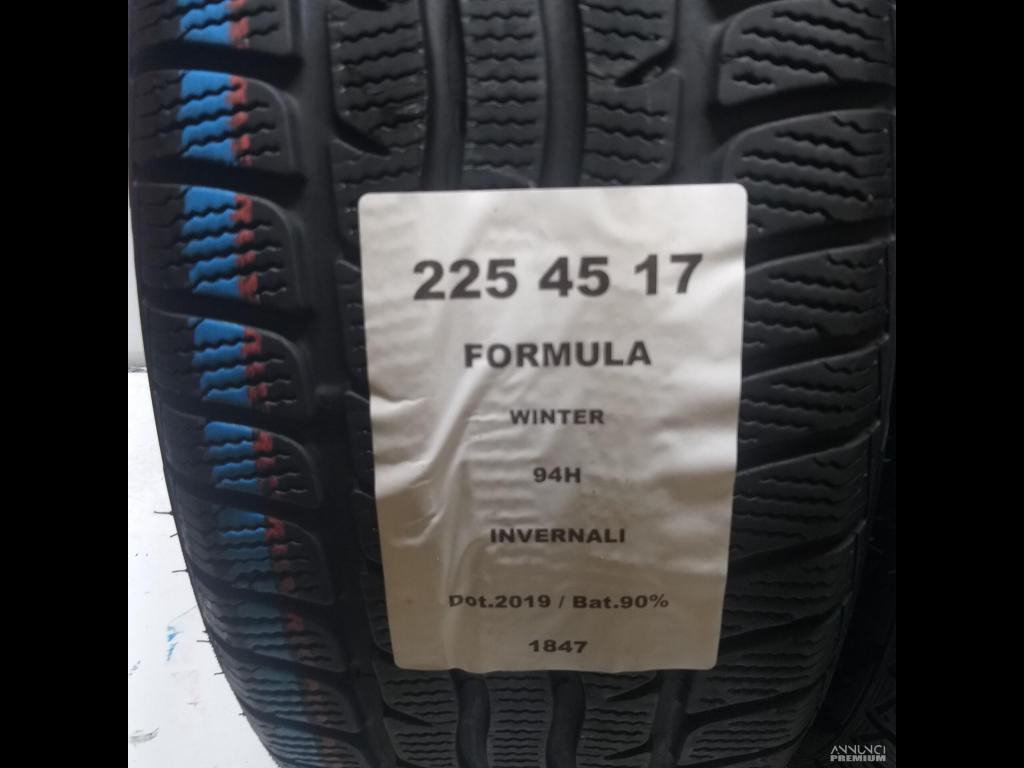 225 45 17
FORMULA
WINTER
94H
INVERNALI
Dot.2019 / Bat.90%
1847
ANNUNCI
PREMIUM